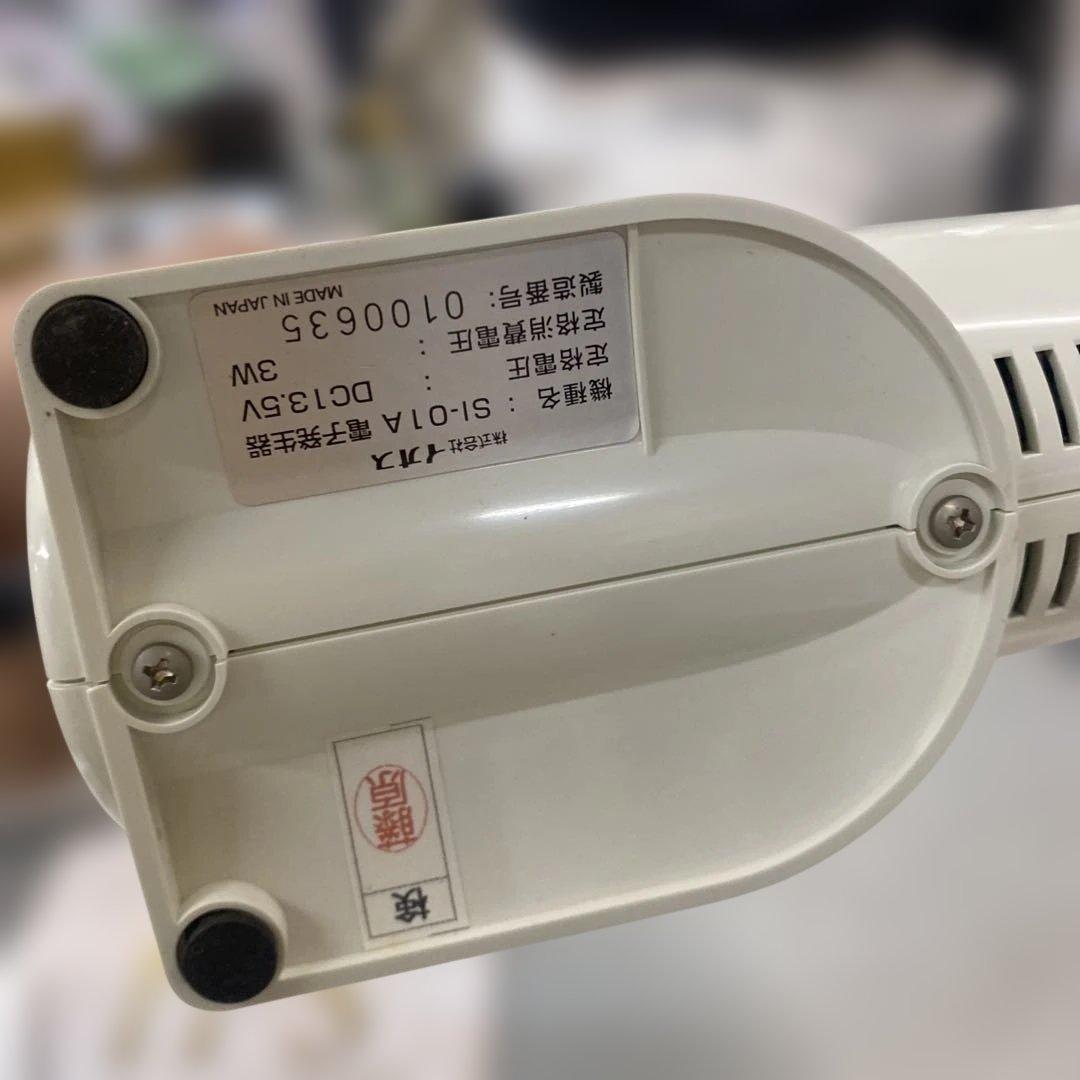 株式会社イオス
機種名 : SI-01A 電子発生器
定格電圧 : DC13.5V
定格消費電圧 : 3W
製造番号: 0100635
MADE IN JAPAN
検
藤原